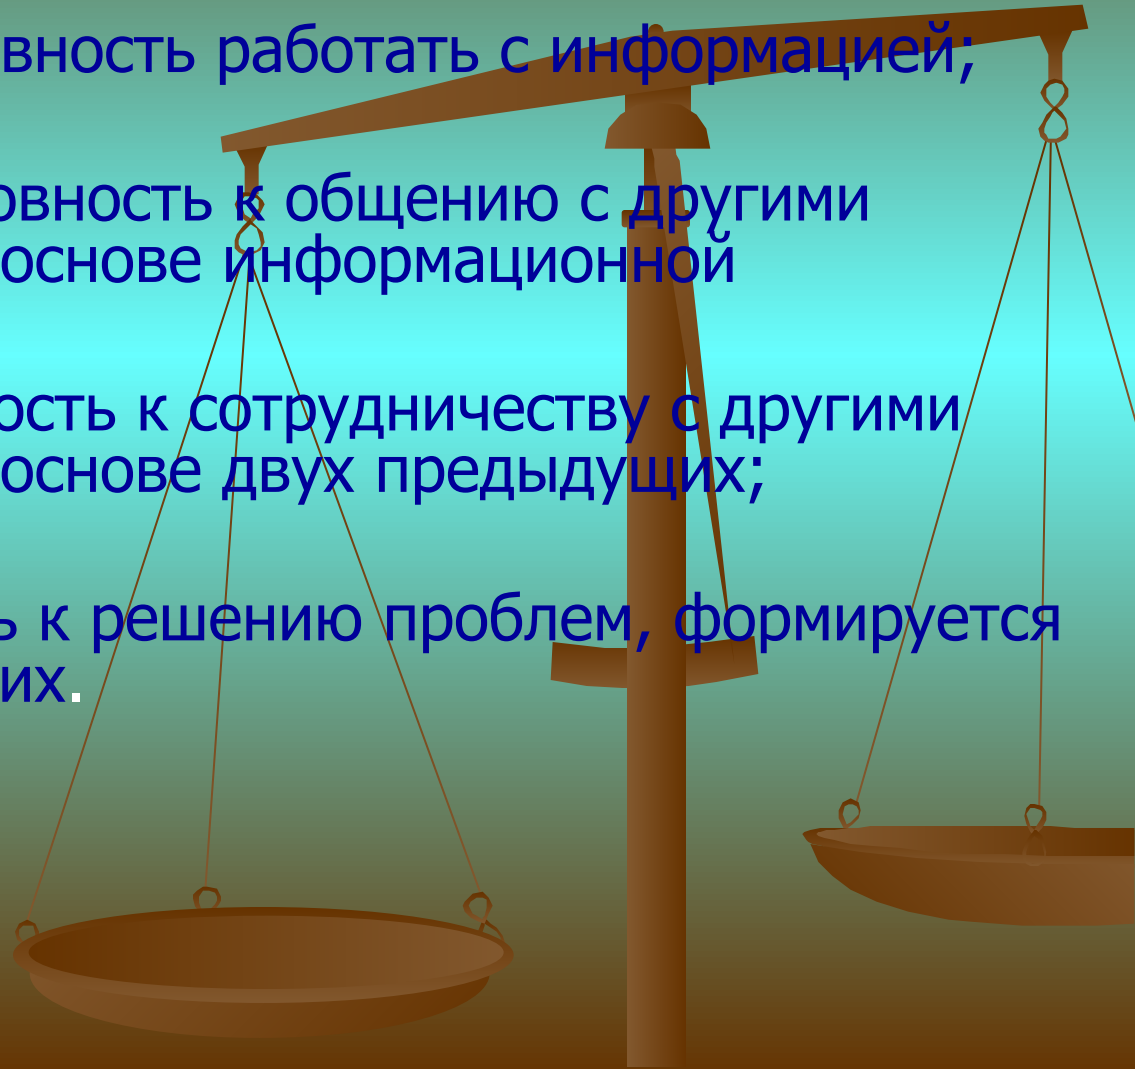 вность работать с информацией;
овность к общению с другими
основе информационной
ость к сотрудничеству с другими
основе двух предыдущих;
ь к решению проблем, формируется
их.